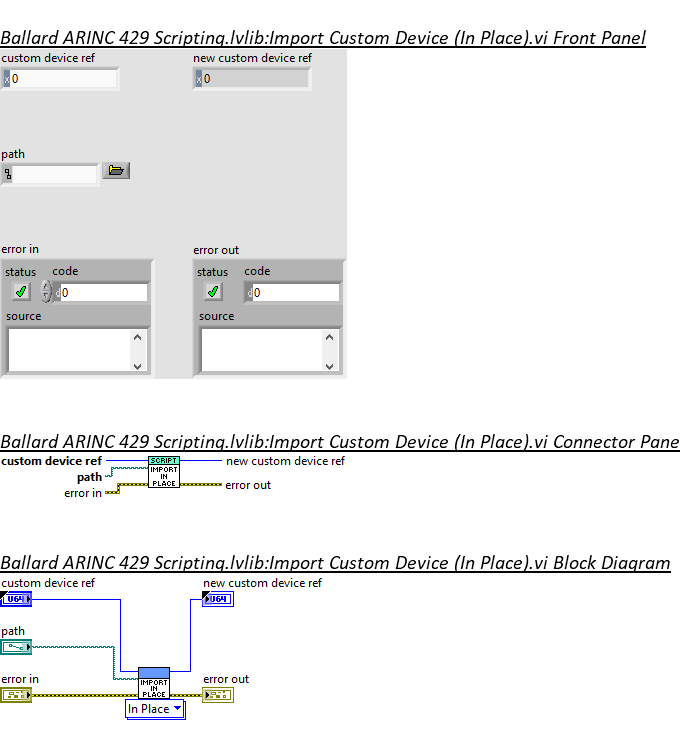 Ballard ARINC 429 Scripting.lvlib:Import Custom Device (In Place).vi Front Panel
custom device ref new custom device ref
x 0 x 0
path
error in error out
status code status code
d 0 d 0
source source
Ballard ARINC 429 Scripting.lvlib:Import Custom Device (In Place).vi Connector Pane
custom device ref SCRIPT new custom device ref
path IMPORT IN PLACE
error in error out
Ballard ARINC 429 Scripting.lvlib:Import Custom Device (In Place).vi Block Diagram
custom device ref new custom device ref
U64 U64
path
error in IMPORT IN PLACE error out
In Place